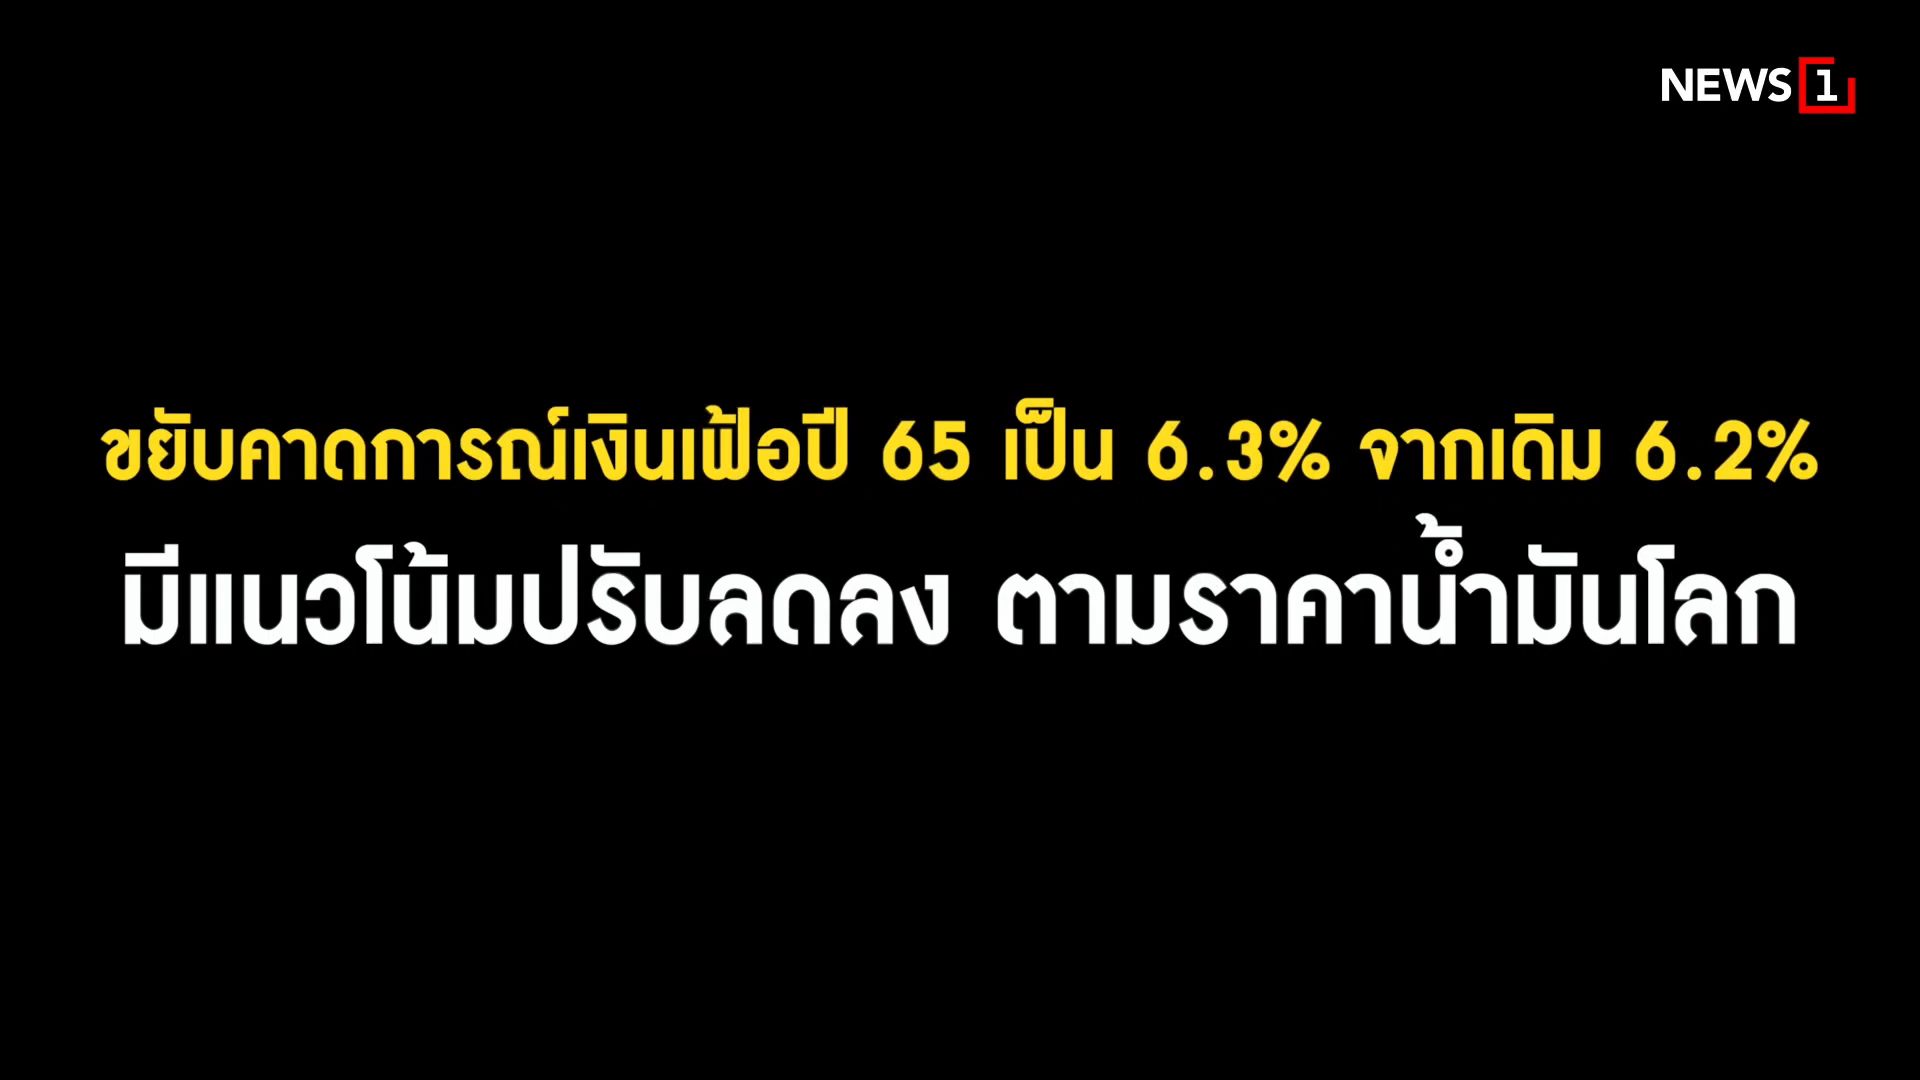 NEWS 1
ขยับคาดการณ์เงินเฟ้อปี 65 เป็น 6.3% จากเดิม 6.2%
มีแนวโน้มปรับลดลง ตามราคาน้ำมันโลก